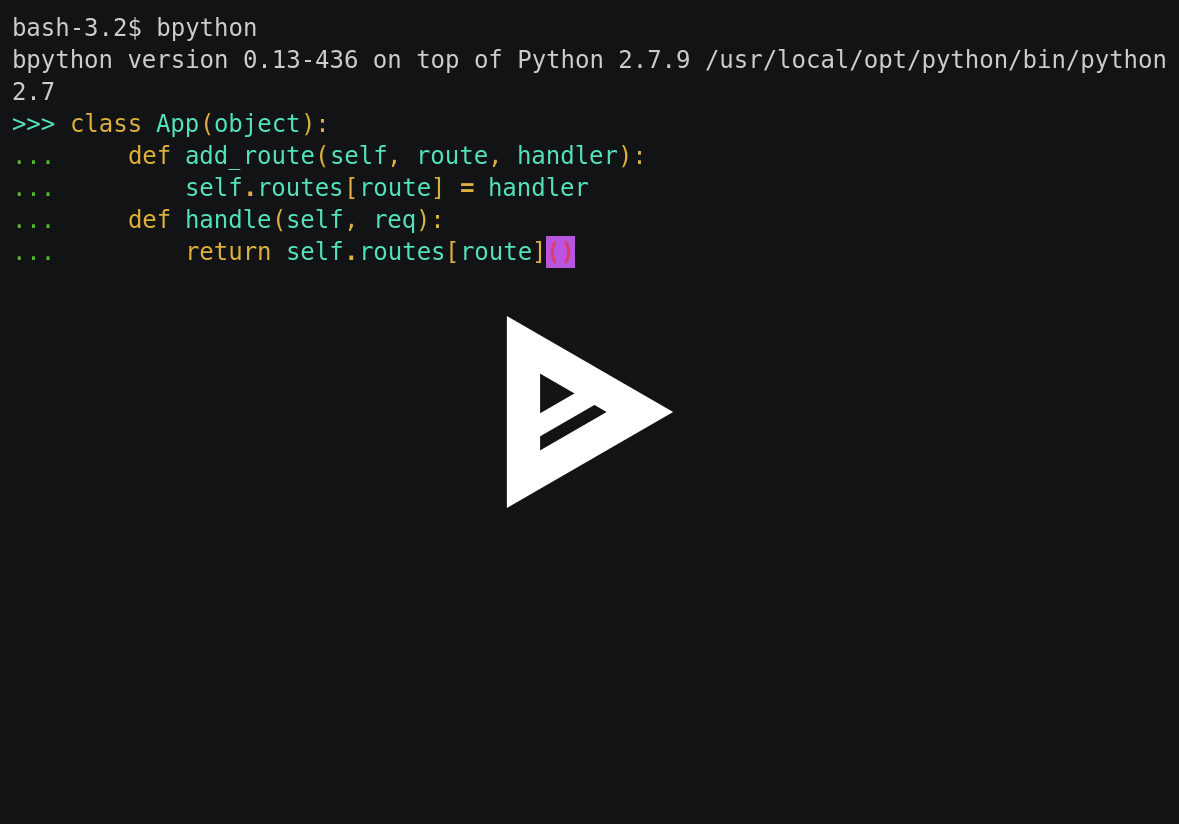 bash-3.2$ bpython
bpython version 0.13-436 on top of Python 2.7.9 /usr/local/opt/python/bin/python
2.7
>>> class App(object):
...     def add_route(self, route, handler):
...         self.routes[route] = handler
...     def handle(self, req):
...         return self.routes[route]()